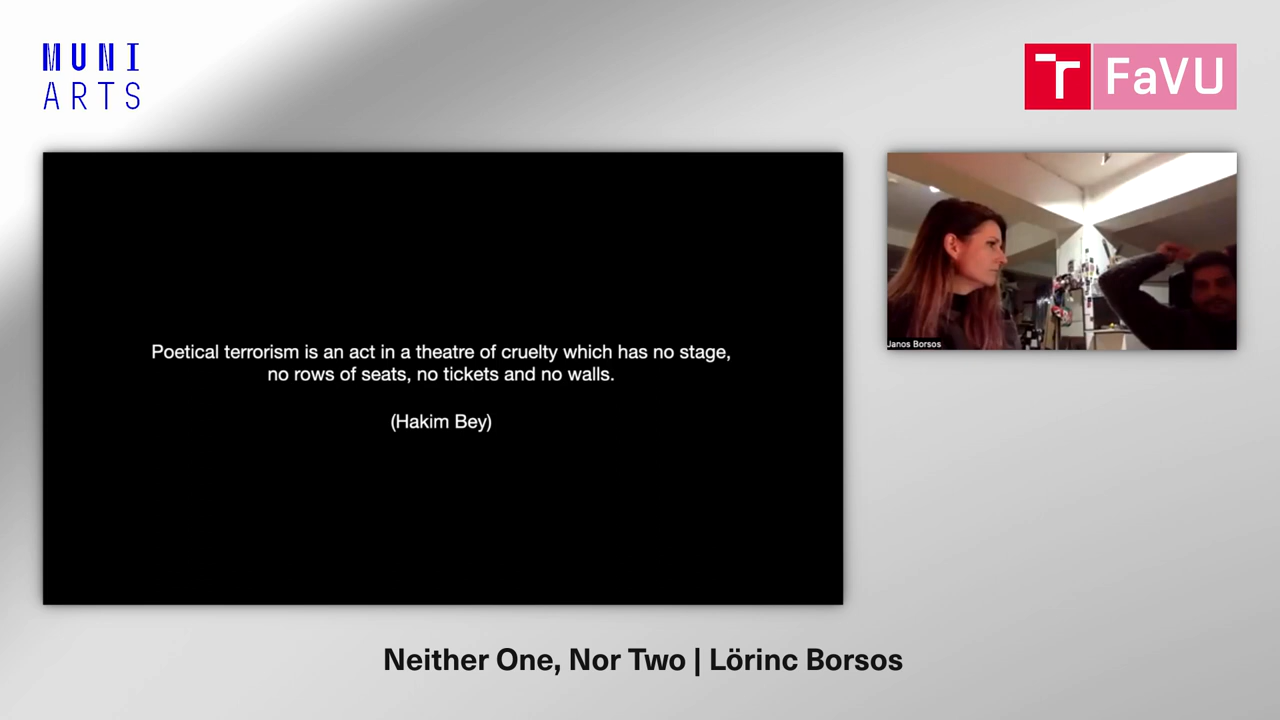 MUNI
ARTS
T FaVU
Poetical terrorism is an act in a theatre of cruelty which has no stage,
no rows of seats, no tickets and no walls.
(Hakim Bey)
Janos Borsos
Neither One, Nor Two | Lörinc Borsos